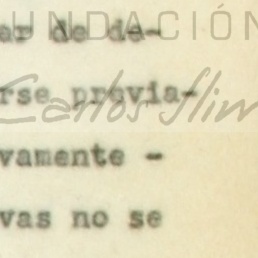 FUNDACIÓN
ar de de-
Carlos Slim
rse previa-
vamente -
vas no se